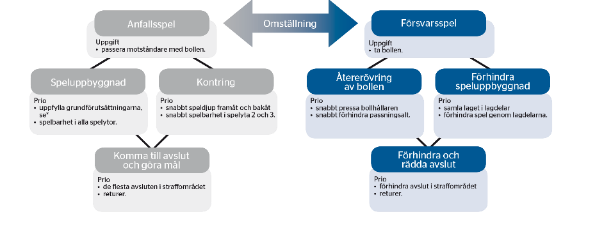 Anfallsspel
Uppgift
• passera motståndare med bollen.
Omställning
Försvarsspel
Uppgift
• ta bollen.
Speluppbyggnad
Prio
• uppfylla grundförutsättningarna,
se*
• spelbarhet i alla spelytor.
Kontring
Prio
• snabbt speldjup framåt och bakåt
• snabbt spelbarhet i spelyta 2 och 3.
Återerövring
av bollen
Prio
• snabbt pressa bollhållaren
• snabbt förhindra passningsalt.
Förhindra
speluppbyggnad
Prio
• samla laget i lagdelar
• förhindra spel genom lagdelarna.
Komma till avslut
och göra mål
Prio
• de flesta avsluten i straffområdet
• returer.
Förhindra och
rädda avslut
Prio
• förhindra avslut i straffområdet
• returer.